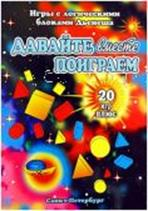 Игры с логическими
блоками Дьенеша
ДАВАЙТЕ вместе
ПОИГРАЕМ
20
игр
плюс
Санкт-Петербург